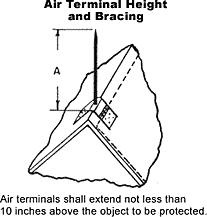 Air Terminal Height
and Bracing
A
Air terminals shall extend not less than
10 inches above the object to be protected.